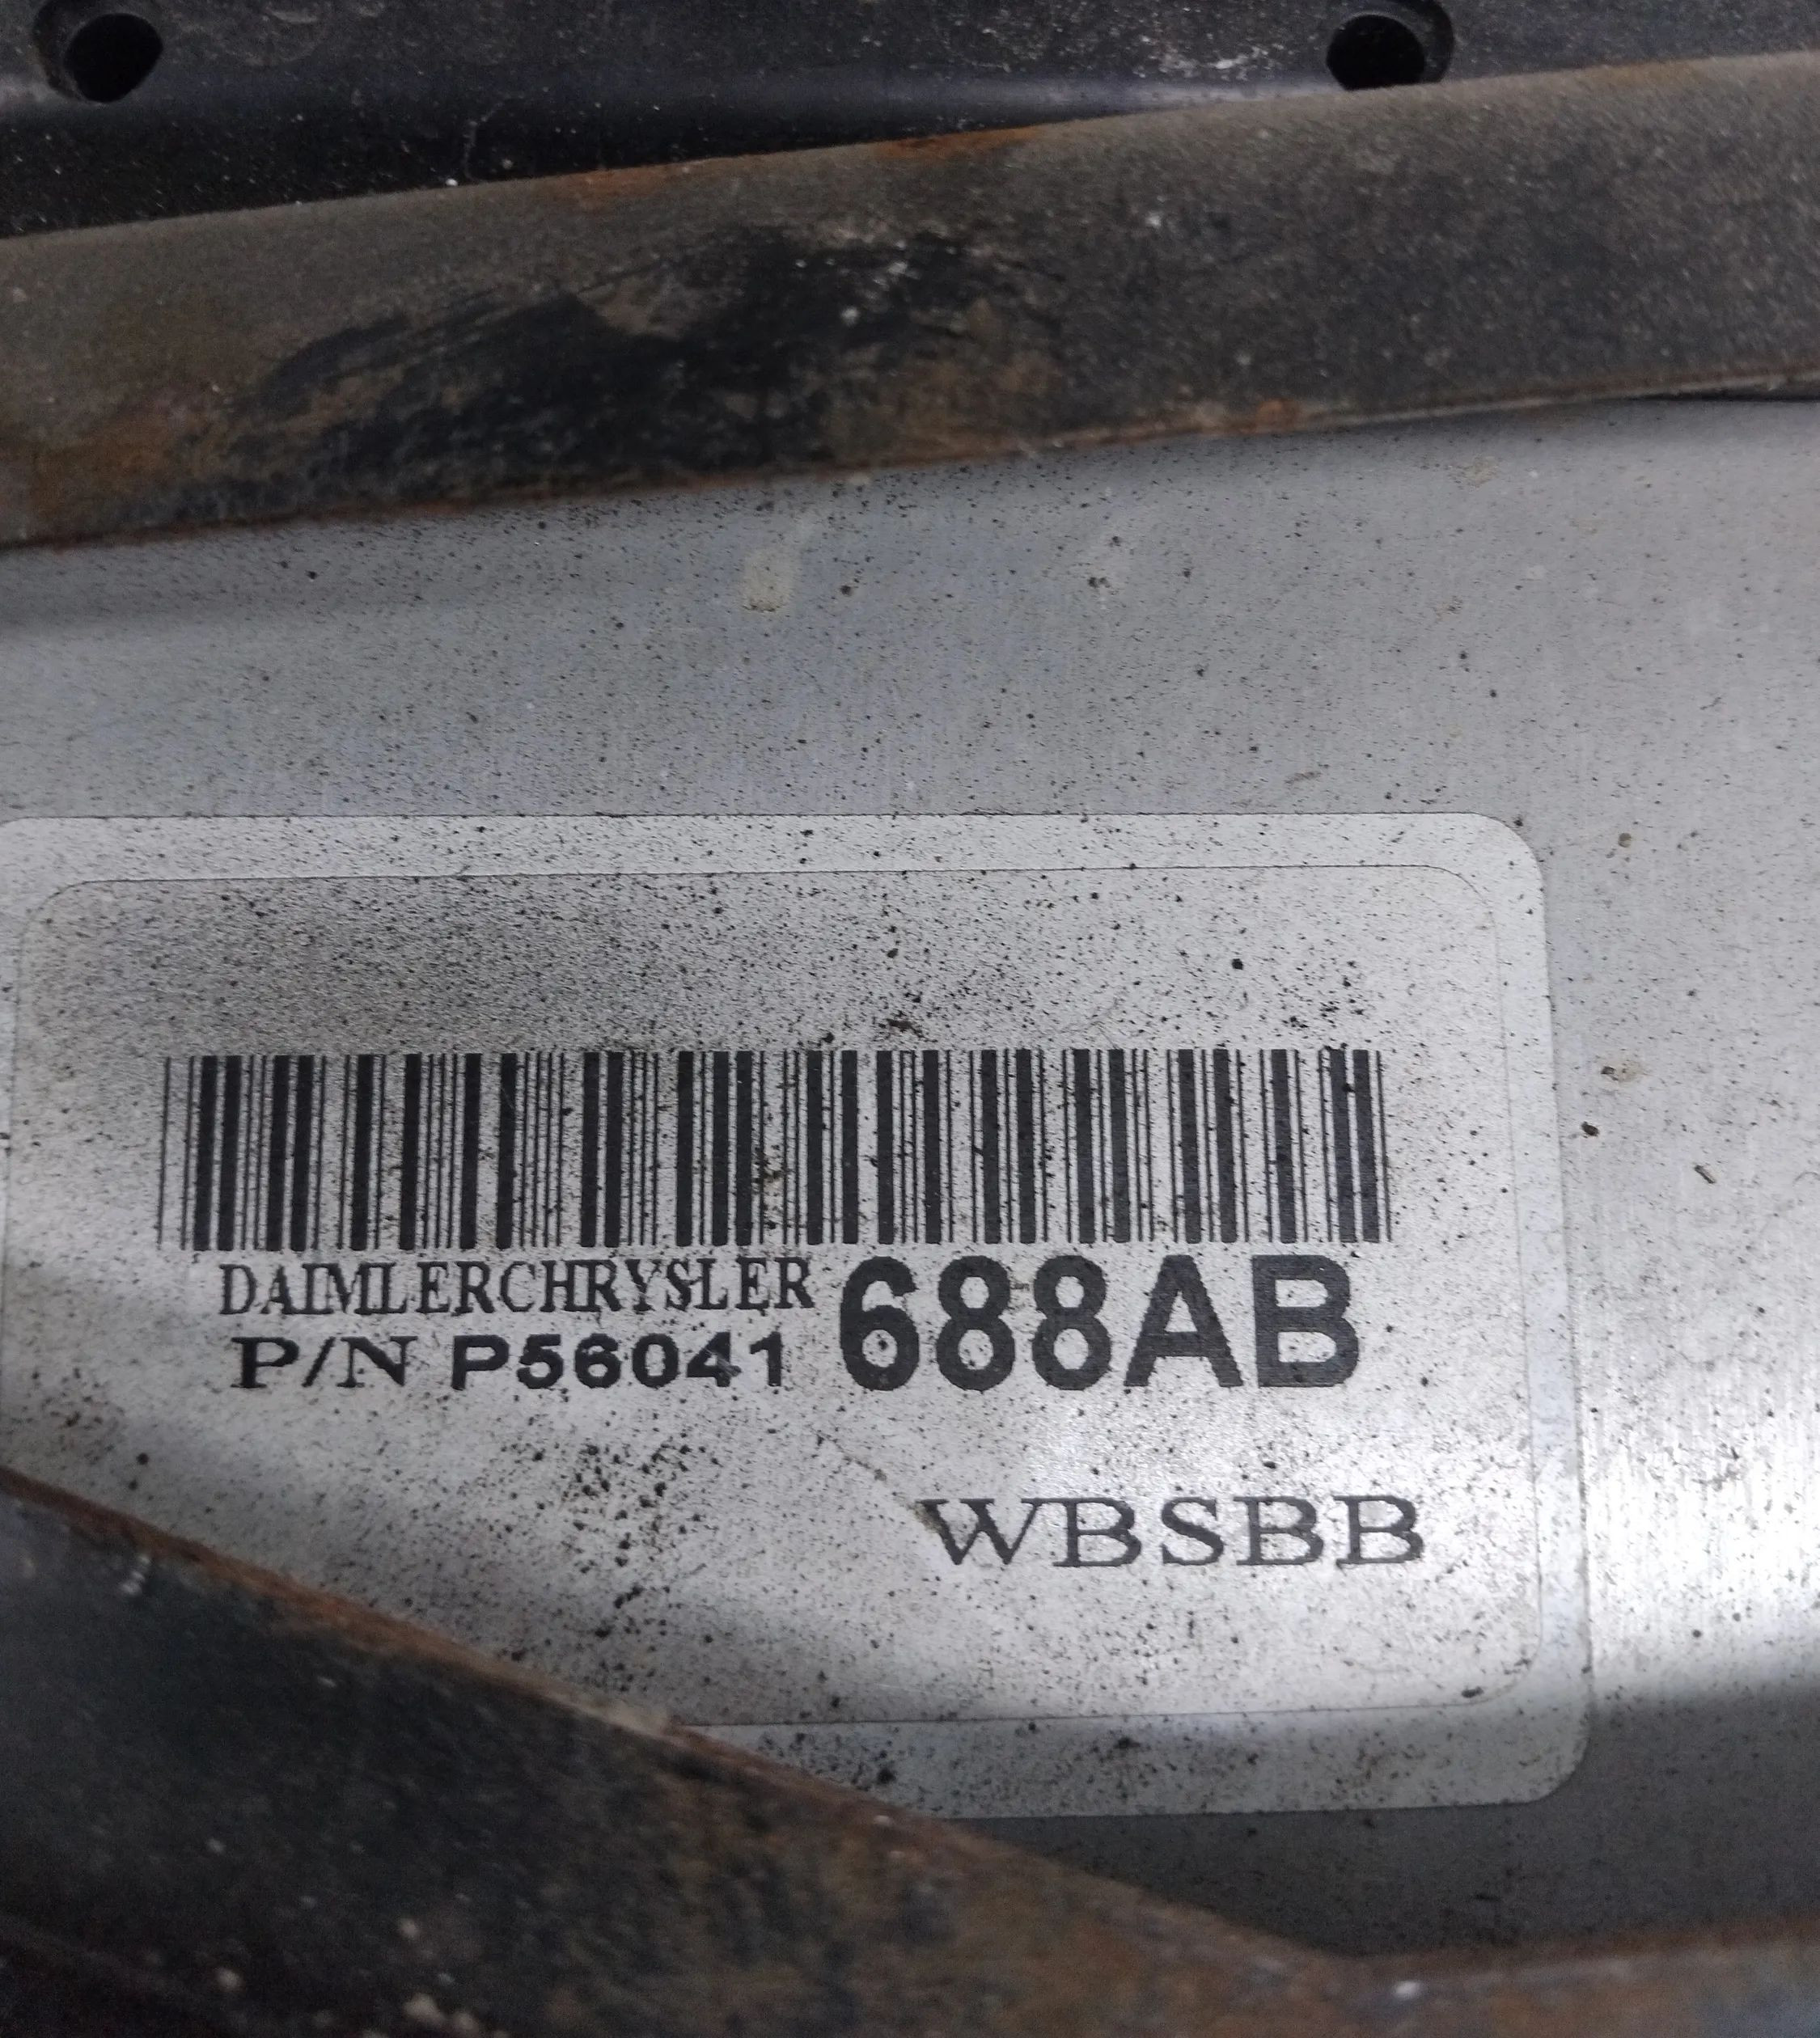 DAIMLERCHRYSLER 688AB
P/N P56041
WBSBB